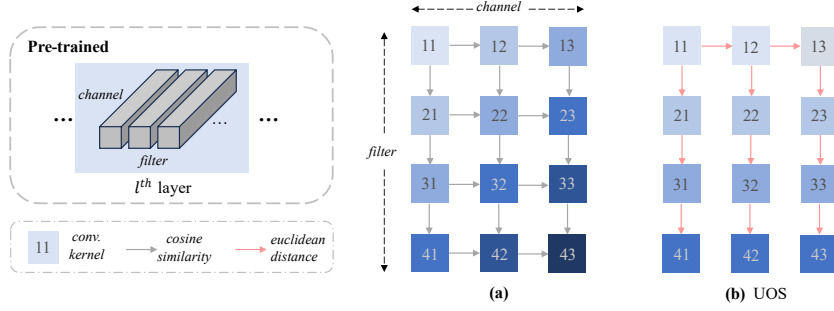 Pre-trained
channel
...
...
...
filter
lth layer
11
conv. kernel
cosine similarity
euclidean distance
channel
filter
11 12 13
21 22 23
31 32 33
41 42 43
(a)
11 12 13
21 22 23
31 32 33
41 42 43
(b) UOS